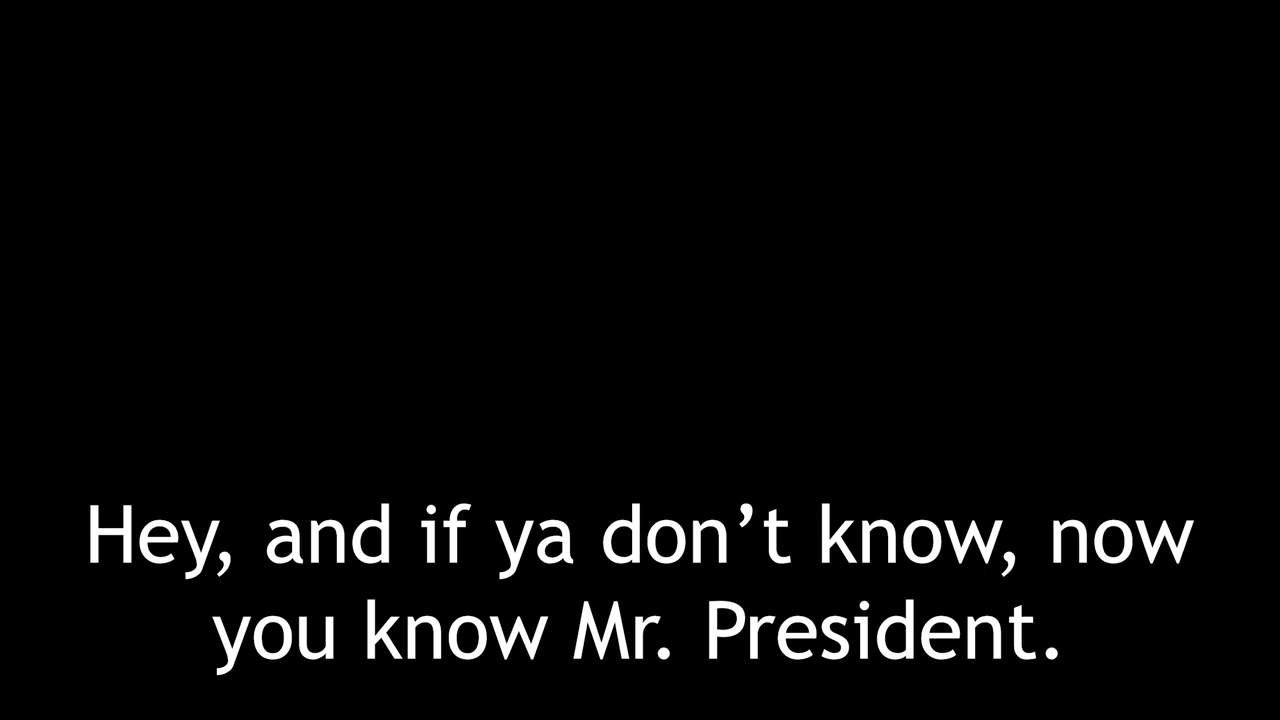 Hey, and if ya don’t know, now
you know Mr. President.